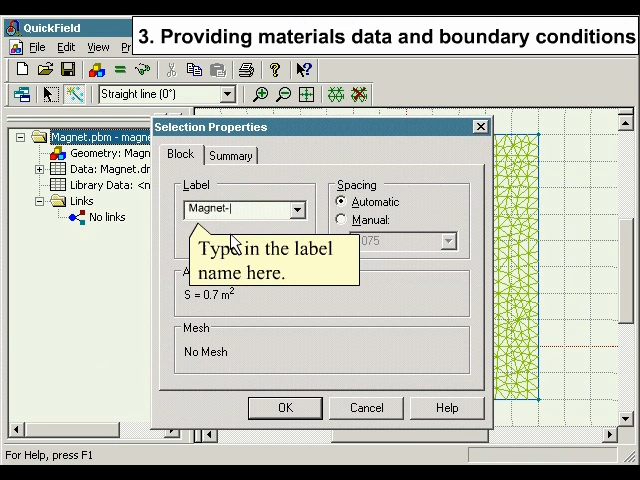 QuickField
3. Providing materials data and boundary conditions
File Edit View
Straight line (0°)
Magnet.pbm - magne
Geometry: Magn
Data: Magnet.dr
Library Data: <n
Links
No links
Selection Properties
Block Summary
Label
Magnet-
Spacing
Automatic
Manual:
075
Type in the label
name here.
S = 0.7 m²
Mesh
No Mesh
OK Cancel Help
For Help, press F1